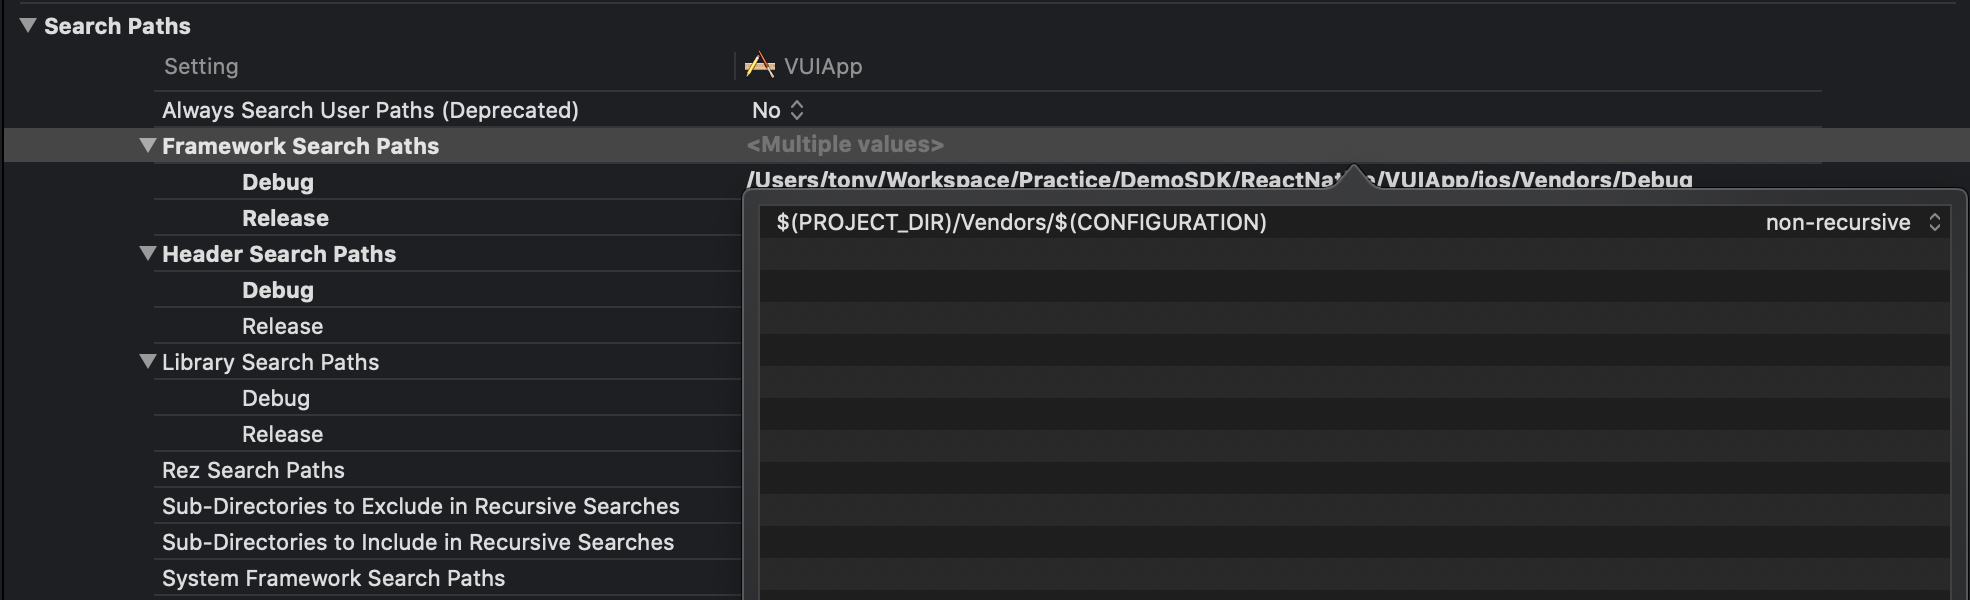 Search Paths
Setting VUIApp
Always Search User Paths (Deprecated) No
Framework Search Paths <Multiple values>
Debug /Users/tony/Workspace/Practice/DemoSDK/ReactNative/VUIApp/ios/Vendors/Debug
Release $(PROJECT_DIR)/Vendors/$(CONFIGURATION) non-recursive
Header Search Paths
Debug
Release
Library Search Paths
Debug
Release
Rez Search Paths
Sub-Directories to Exclude in Recursive Searches
Sub-Directories to Include in Recursive Searches
System Framework Search Paths